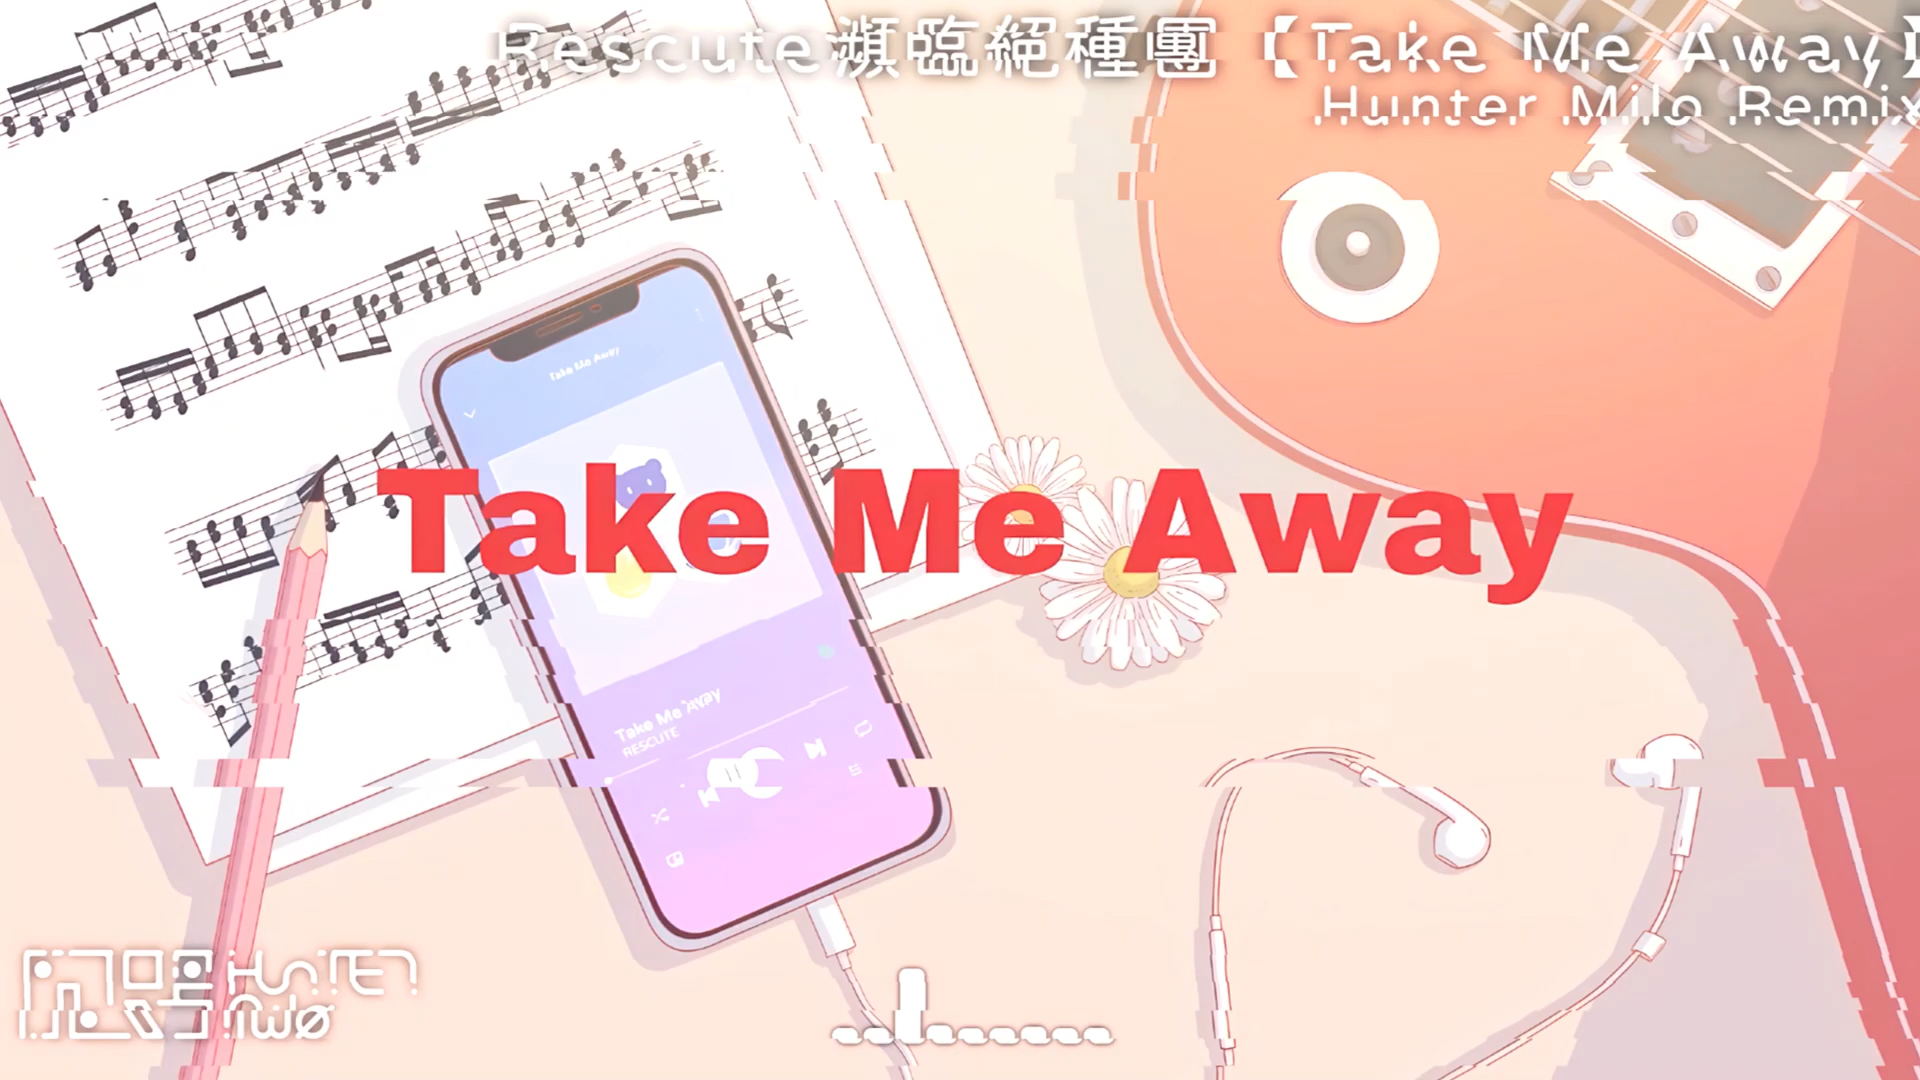 Rescute瀕臨絕種團【Take Me Away】
Hunter Milo Remix
Take Me Away
Take Me Away
Take Me Away
RESCUTE